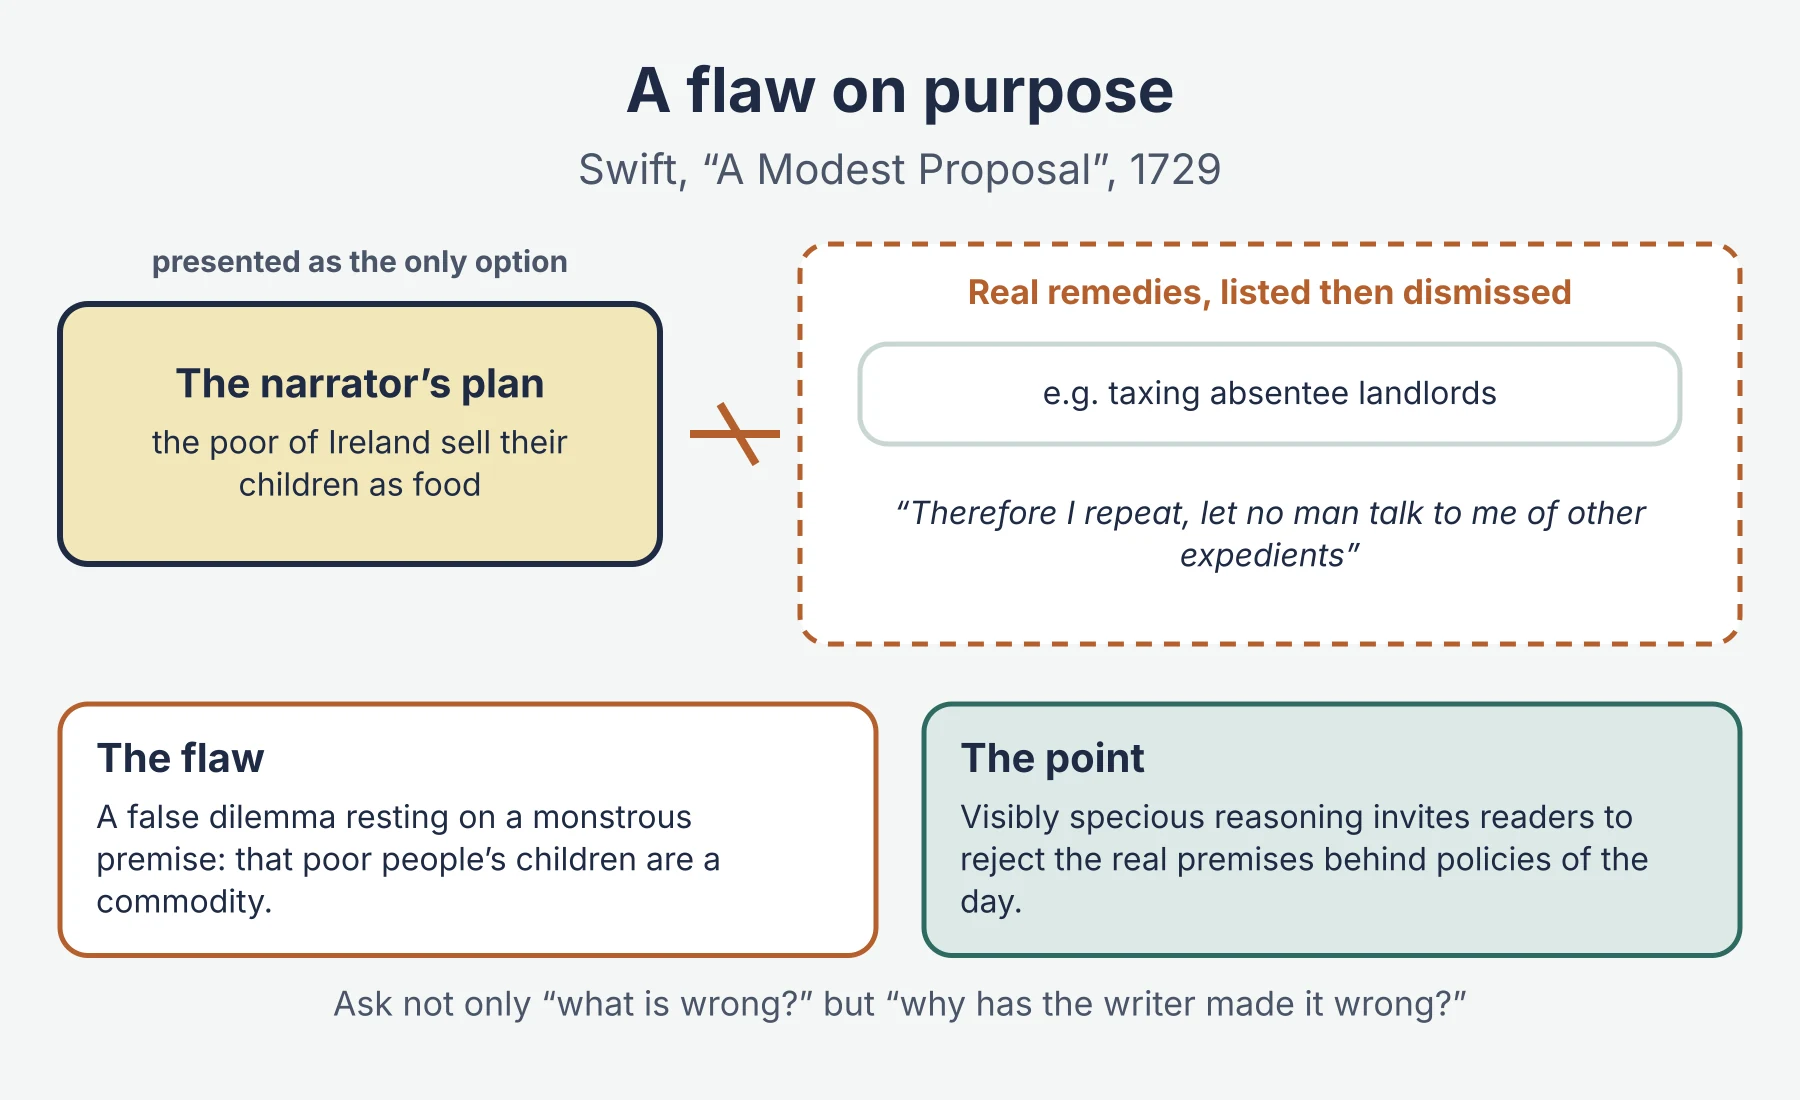 A flaw on purpose
Swift, “A Modest Proposal”, 1729
presented as the only option
The narrator’s plan
the poor of Ireland sell their
children as food
Real remedies, listed then dismissed
e.g. taxing absentee landlords
“Therefore I repeat, let no man talk to me of other
expedients”
The flaw
A false dilemma resting on a monstrous
premise: that poor people’s children are a
commodity.
The point
Visibly specious reasoning invites readers to
reject the real premises behind policies of the
day.
Ask not only “what is wrong?” but “why has the writer made it wrong?”